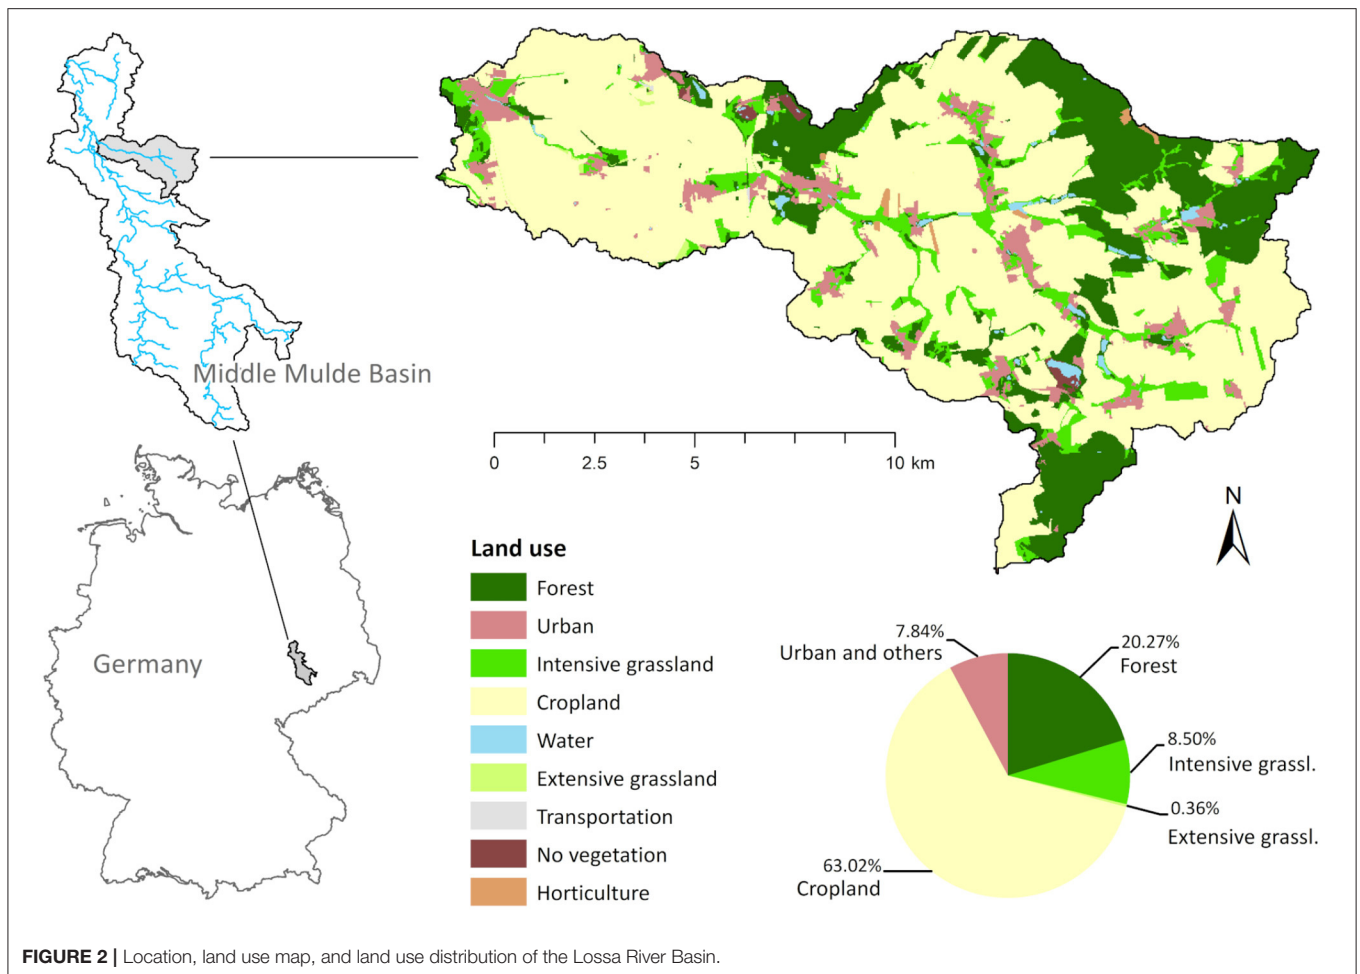 Middle Mulde Basin
Germany
0 2.5 5 10 km
N
Land use
Forest
Urban
Intensive grassland
Cropland
Water
Extensive grassland
Transportation
No vegetation
Horticulture
7.84%
Urban and others
20.27%
Forest
8.50%
Intensive grassl.
0.36%
Extensive grassl.
63.02%
Cropland
FIGURE 2 | Location, land use map, and land use distribution of the Lossa River Basin.